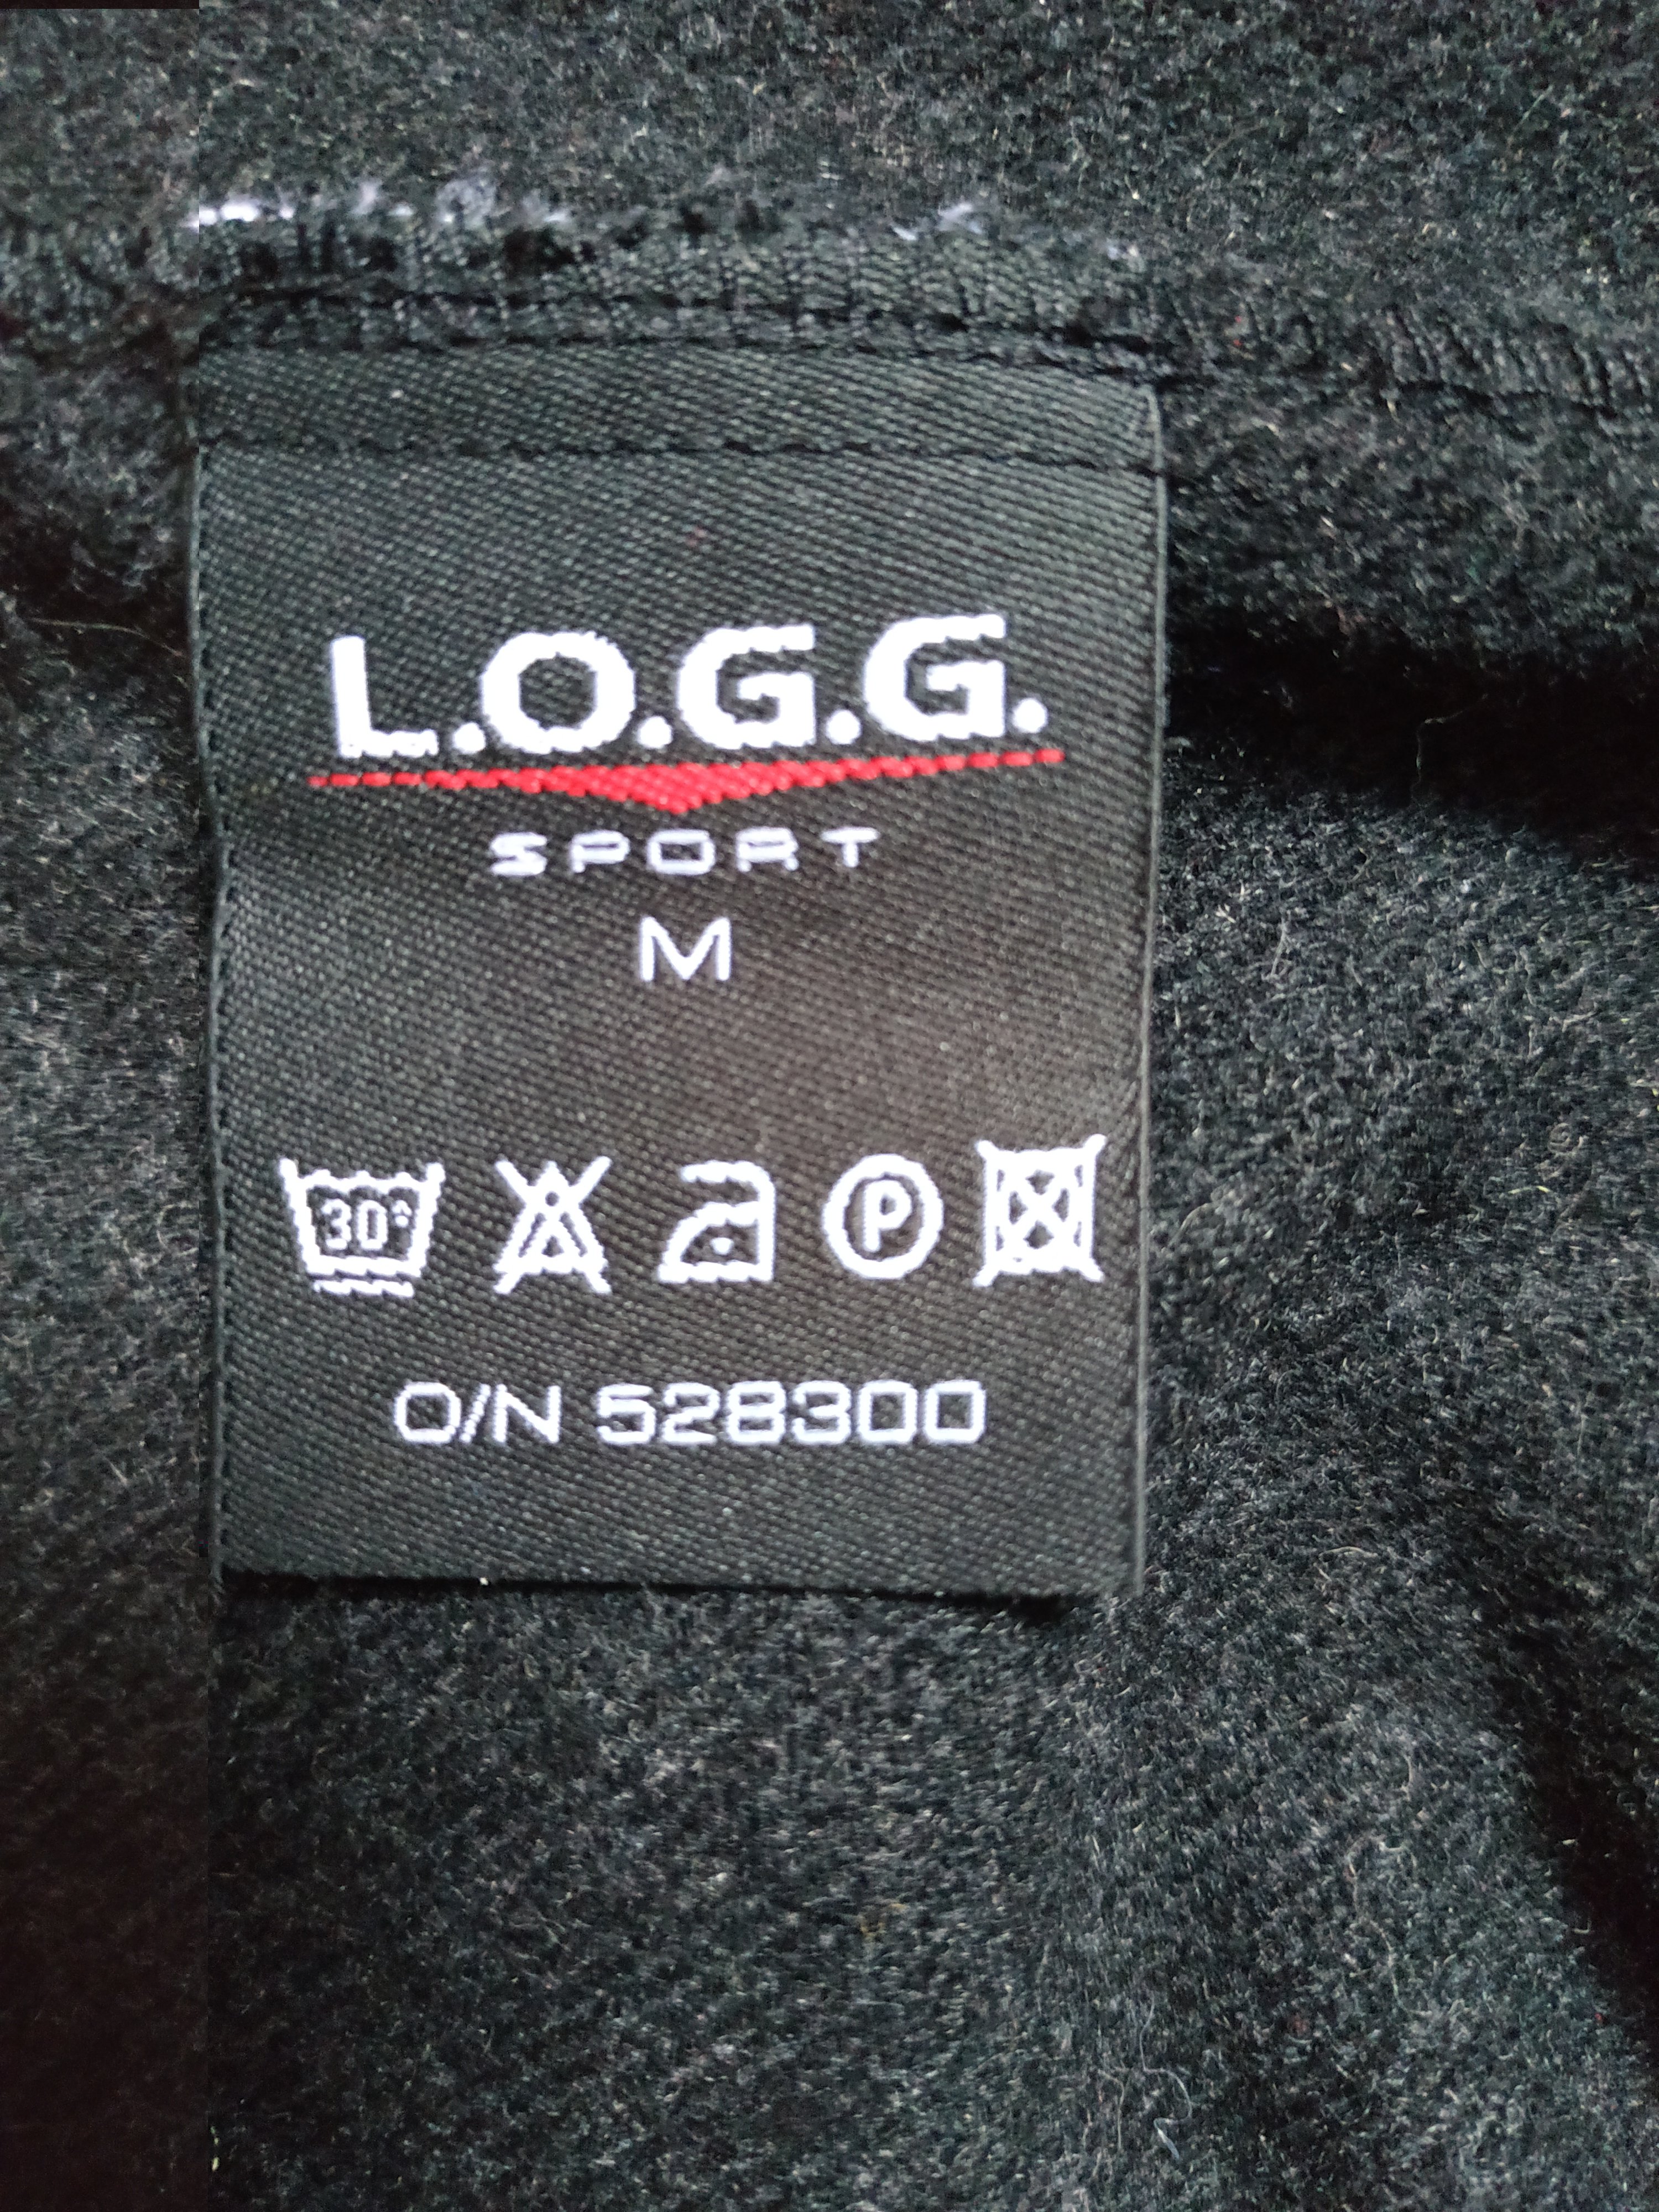 L.O.G.G.
SPORT
M
30° P
O/N 528300